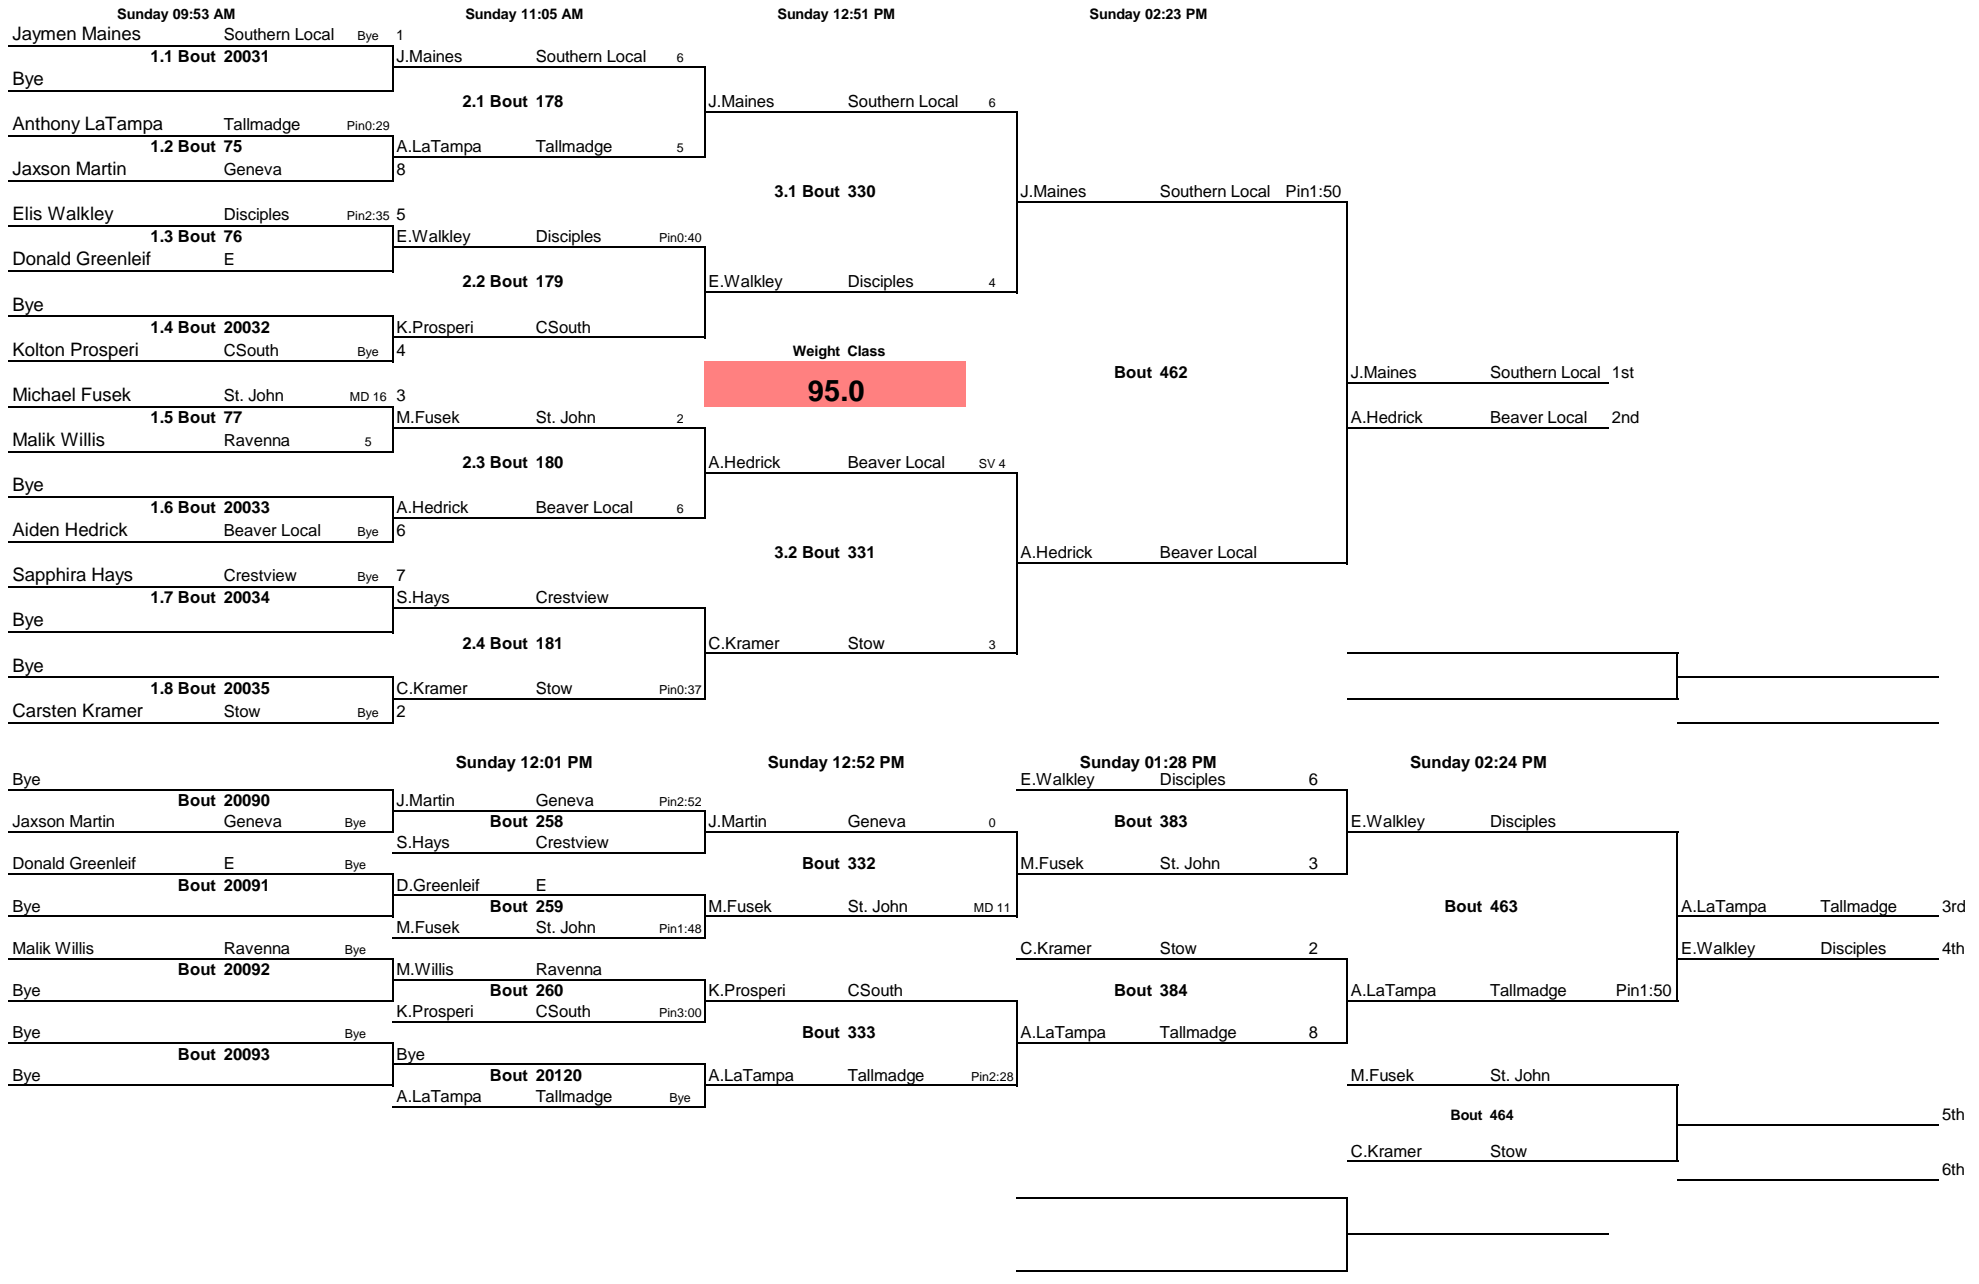 Sunday 09:53 AM Sunday 11:05 AM Sunday 12:51 PM Sunday 02:23 PM
Jaymen Maines Southern Local Bye 1
1.1 Bout 20031 J.Maines Southern Local 6
Bye
2.1 Bout 178 J.Maines Southern Local 6
Anthony LaTampa Tallmadge Pin0:29
1.2 Bout 75 A.LaTampa Tallmadge 5
Jaxson Martin Geneva 8
3.1 Bout 330 J.Maines Southern Local Pin1:50
Elis Walkley Disciples Pin2:35 5
1.3 Bout 76 E.Walkley Disciples Pin0:40
Donald Greenleif E
2.2 Bout 179 E.Walkley Disciples 4
Bye
1.4 Bout 20032 K.Prosperi CSouth
Kolton Prosperi CSouth Bye 4 Weight Class
Bout 462 J.Maines Southern Local 1st
Michael Fusek St. John MD 16 3 95.0
1.5 Bout 77 M.Fusek St. John 2 A.Hedrick Beaver Local 2nd
Malik Willis Ravenna 5
2.3 Bout 180 A.Hedrick Beaver Local SV 4
Bye
1.6 Bout 20033 A.Hedrick Beaver Local 6
Aiden Hedrick Beaver Local Bye 6
3.2 Bout 331 A.Hedrick Beaver Local
Sapphira Hays Crestview Bye 7
1.7 Bout 20034 S.Hays Crestview
Bye
2.4 Bout 181 C.Kramer Stow 3
Bye
1.8 Bout 20035 C.Kramer Stow Pin0:37
Carsten Kramer Stow Bye 2
Sunday 12:01 PM Sunday 12:52 PM Sunday 01:28 PM Sunday 02:24 PM
Bye E.Walkley Disciples 6
Bout 20090 J.Martin Geneva Pin2:52
Jaxson Martin Geneva Bye Bout 258 J.Martin Geneva 0 Bout 383 E.Walkley Disciples
S.Hays Crestview
Donald Greenleif E Bye Bout 332 M.Fusek St. John 3
Bout 20091 D.Greenleif E
Bye Bout 259 M.Fusek St. John MD 11 Bout 463 A.LaTampa Tallmadge 3rd
M.Fusek St. John Pin1:48
Malik Willis Ravenna Bye C.Kramer Stow 2 E.Walkley Disciples 4th
Bout 20092 M.Willis Ravenna
Bye Bout 260 K.Prosperi CSouth Bout 384 A.LaTampa Tallmadge Pin1:50
K.Prosperi CSouth Pin3:00
Bye Bye Bout 333 A.LaTampa Tallmadge 8
Bout 20093 Bye
Bye Bout 20120 A.LaTampa Tallmadge Pin2:28 M.Fusek St. John
A.LaTampa Tallmadge Bye
Bout 464 5th
C.Kramer Stow
6th